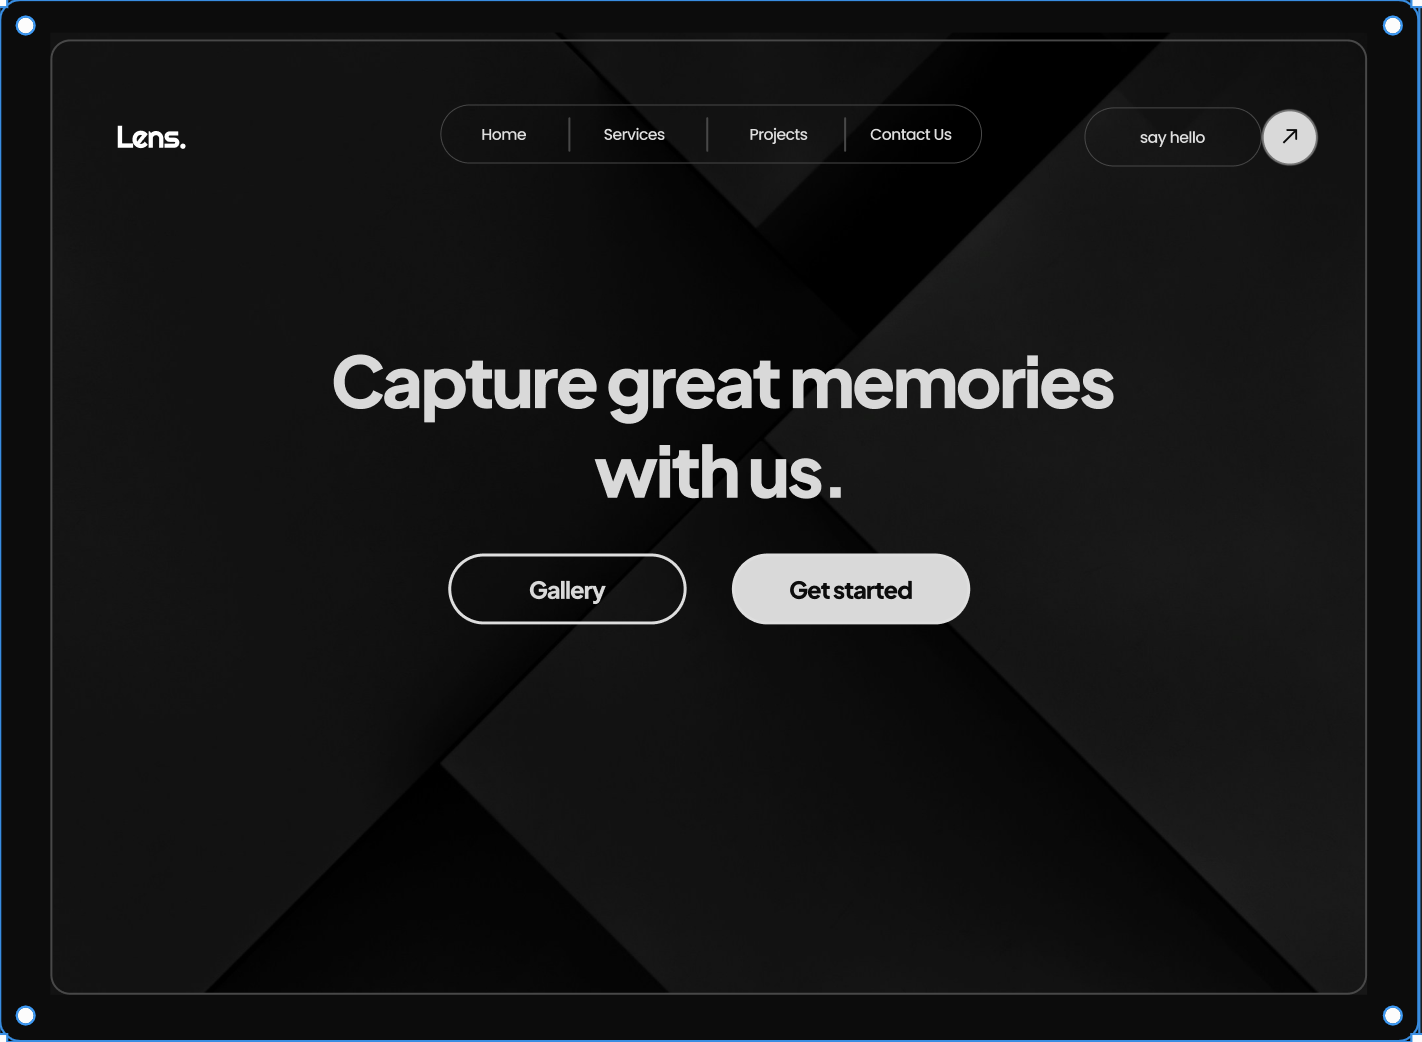 Lens.
Home
Services
Projects
Contact Us
say hello
Capture great memories
with us.
Gallery
Get started